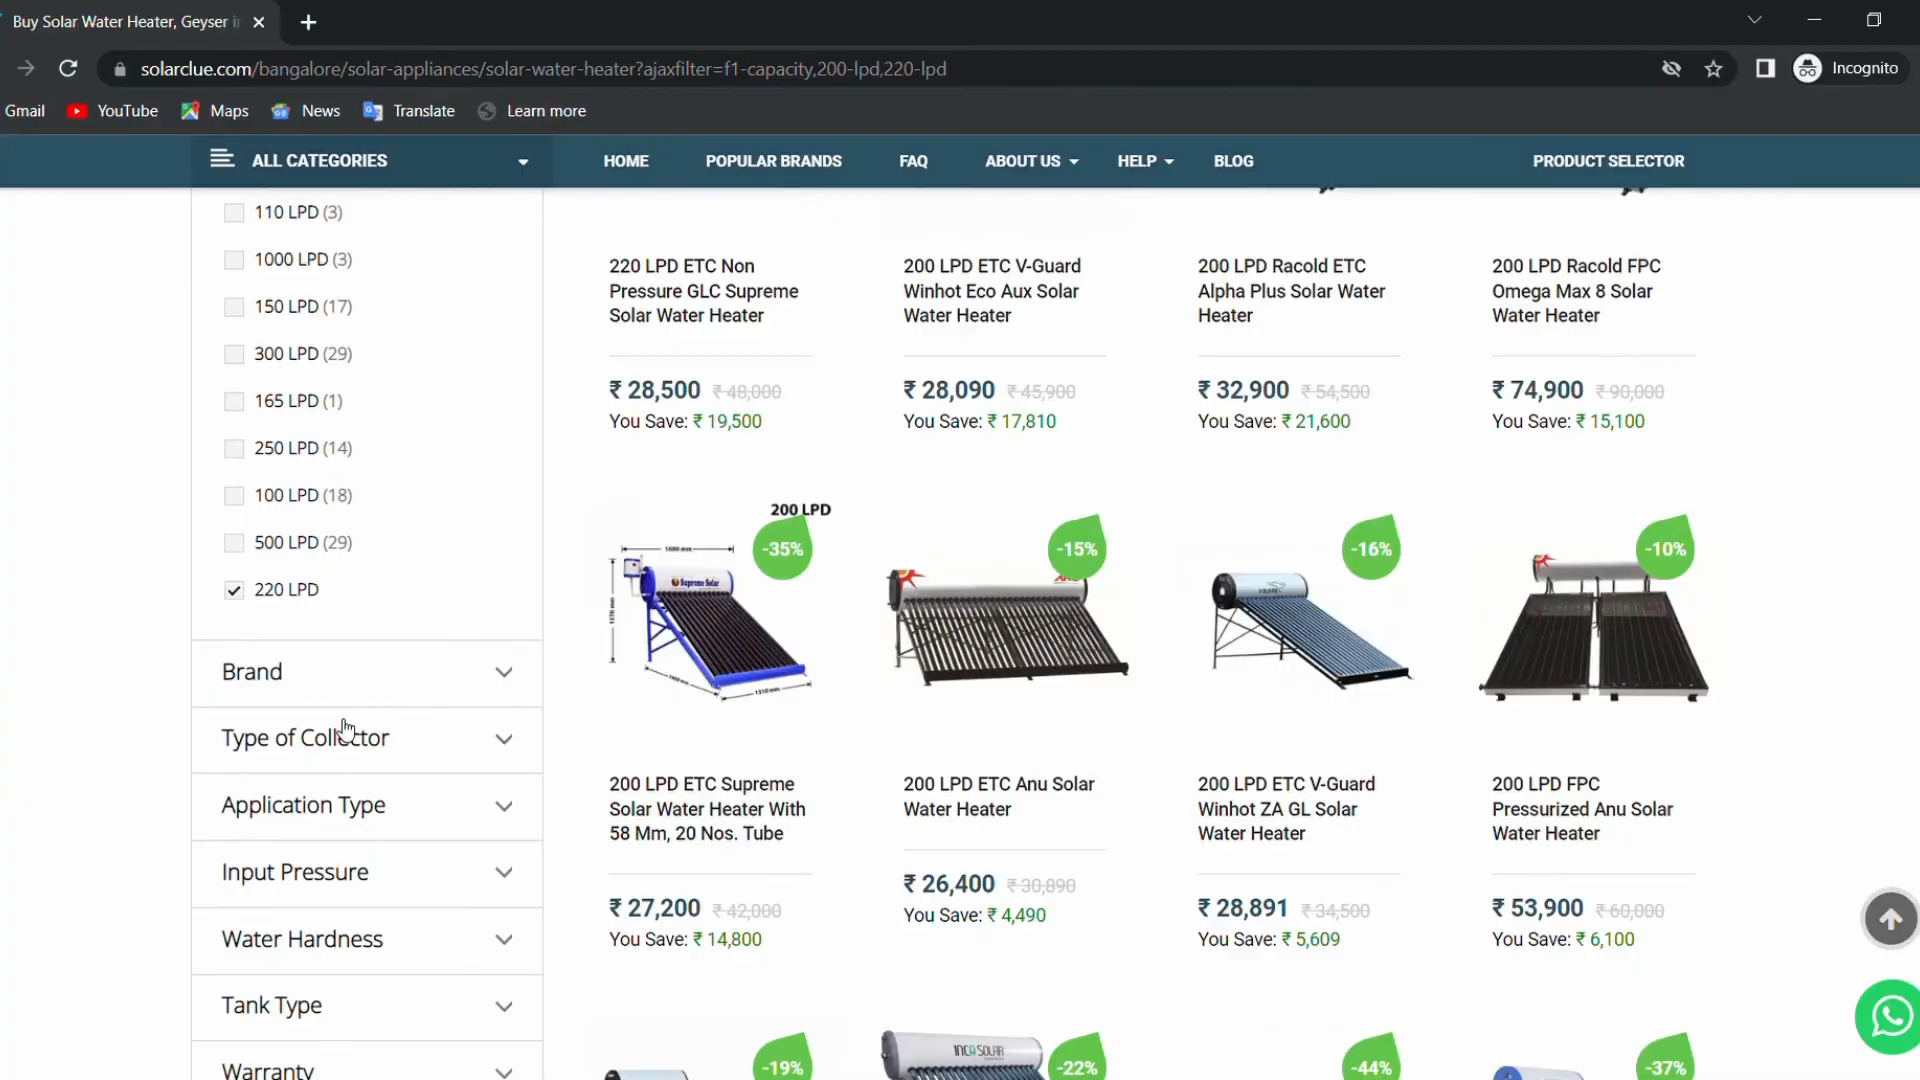 Buy Solar Water Heater, Geyser i
solarclue.com/bangalore/solar-appliances/solar-water-heater?ajaxfilter=f1-capacity,200-lpd,220-lpd
Incognito
Gmail YouTube Maps News Translate Learn more
ALL CATEGORIES HOME POPULAR BRANDS FAQ ABOUT US HELP BLOG PRODUCT SELECTOR
110 LPD (3)
1000 LPD (3)
150 LPD (17)
300 LPD (29)
165 LPD (1)
250 LPD (14)
100 LPD (18)
500 LPD (29)
220 LPD
Brand
Type of Collector
Application Type
Input Pressure
Water Hardness
Tank Type
Warranty
220 LPD ETC Non
Pressure GLC Supreme
Solar Water Heater
₹ 28,500 ₹ 48,000
You Save: ₹ 19,500
200 LPD ETC V-Guard
Winhot Eco Aux Solar
Water Heater
₹ 28,090 ₹ 45,900
You Save: ₹ 17,810
200 LPD Racold ETC
Alpha Plus Solar Water
Heater
₹ 32,900 ₹ 54,500
You Save: ₹ 21,600
200 LPD Racold FPC
Omega Max 8 Solar
Water Heater
₹ 74,900 ₹ 90,000
You Save: ₹ 15,100
200 LPD
-35%
Supreme Solar
200 LPD ETC Supreme
Solar Water Heater With
58 Mm, 20 Nos. Tube
₹ 27,200 ₹ 42,000
You Save: ₹ 14,800
-15%
200 LPD ETC Anu Solar
Water Heater
₹ 26,400 ₹ 30,890
You Save: ₹ 4,490
-16%
200 LPD ETC V-Guard
Winhot ZA GL Solar
Water Heater
₹ 28,891 ₹ 34,500
You Save: ₹ 5,609
-10%
200 LPD FPC
Pressurized Anu Solar
Water Heater
₹ 53,900 ₹ 60,000
You Save: ₹ 6,100
-19%
INCA SOLAR
-22%
-44%
-37%